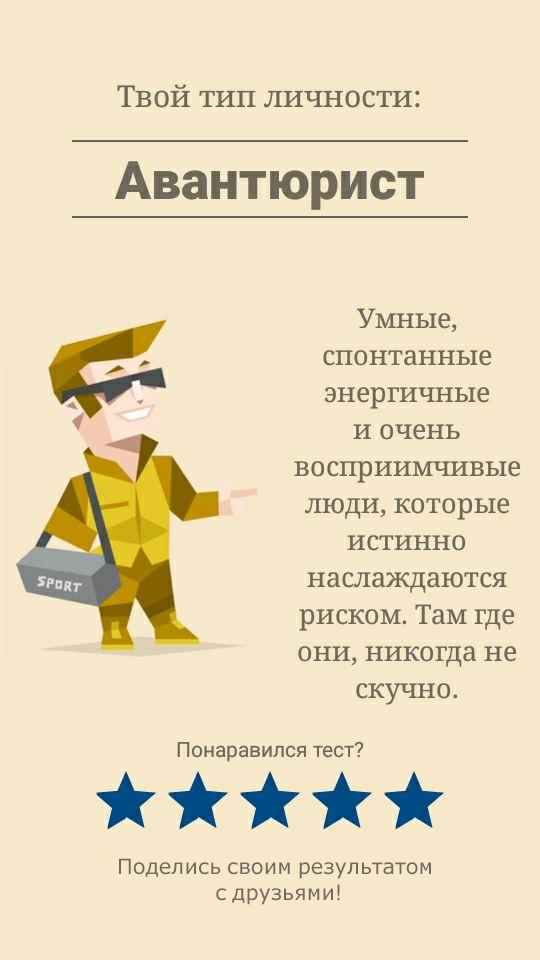 Твой тип личности:
Авантюрист
Умные,
спонтанные
энергичные
и очень
восприимчивые
люди, которые
истинно
наслаждаются
риском. Там где
они, никогда не
скучно.
SPORT
Понаравился тест?
Поделись своим результатом
с друзьями!